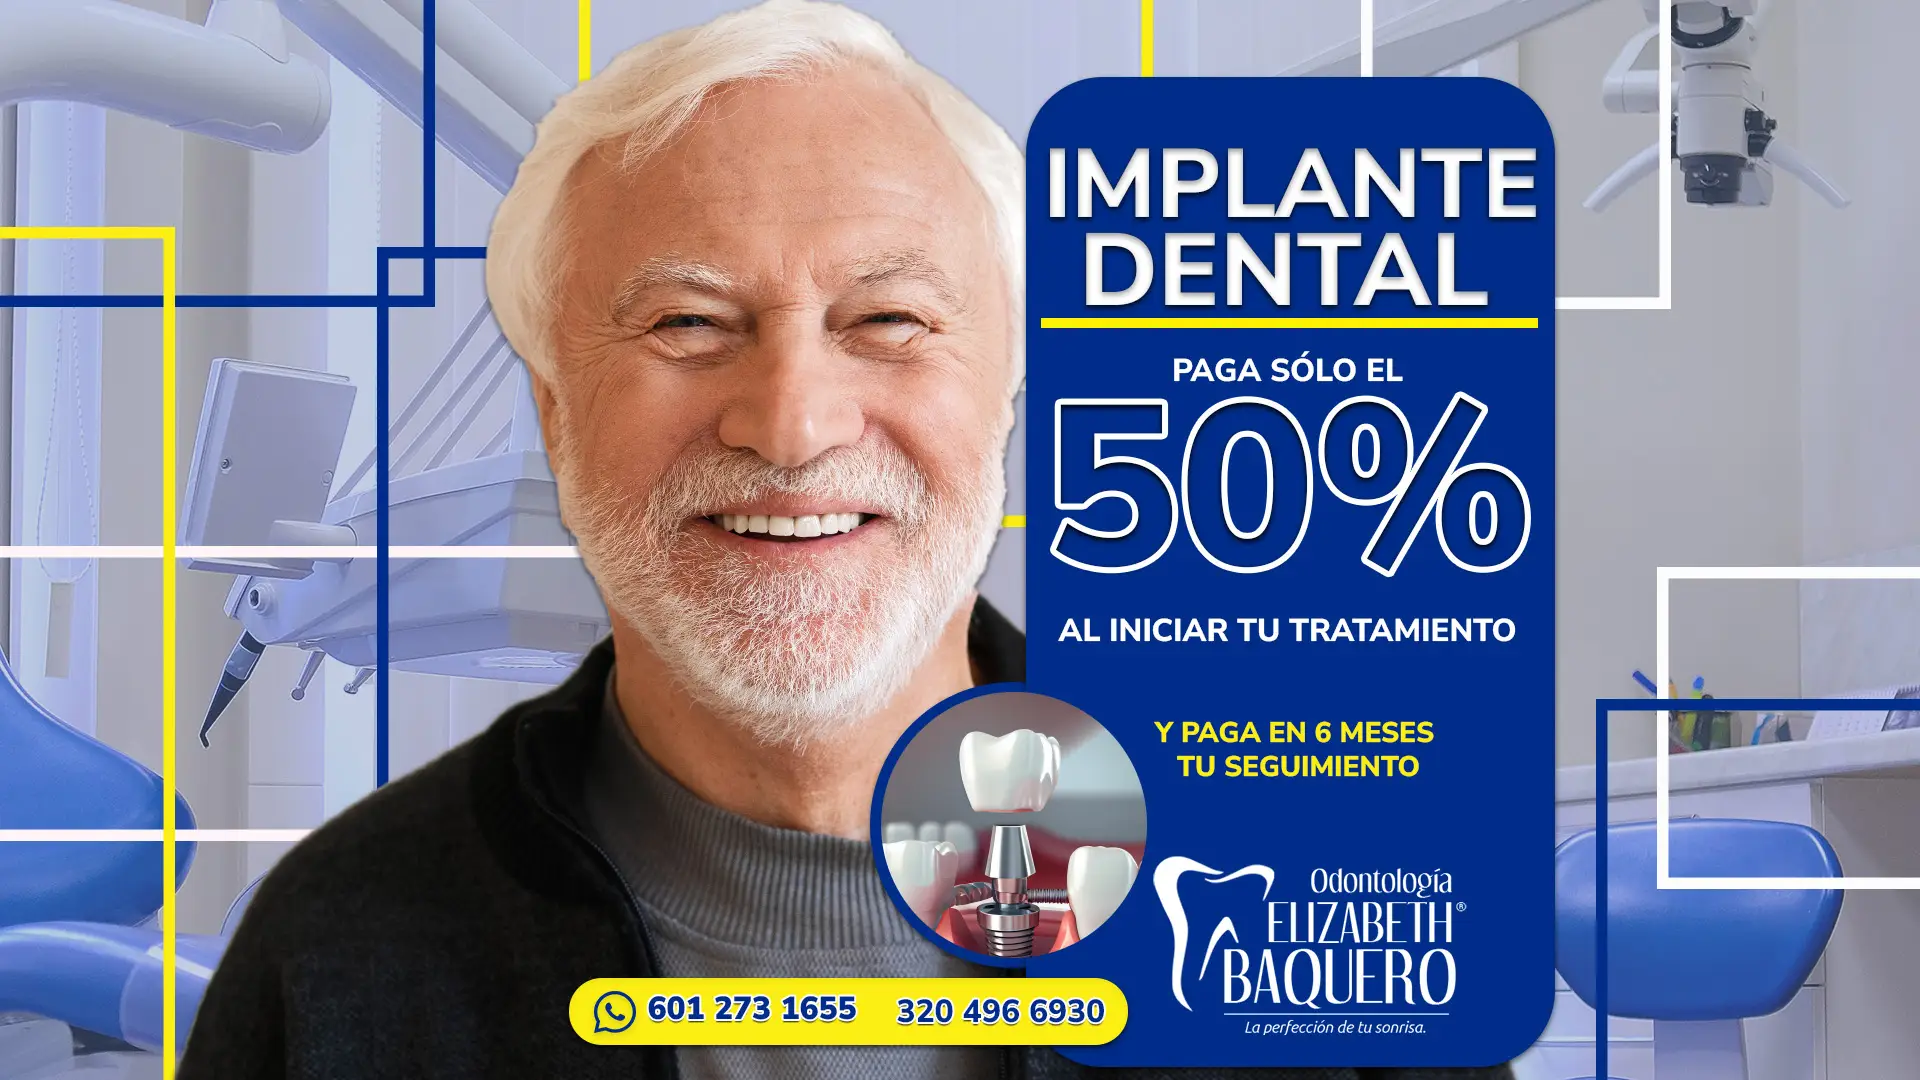 IMPLANTE
DENTAL
PAGA SÓLO EL
50%
AL INICIAR TU TRATAMIENTO
Y PAGA EN 6 MESES
TU SEGUIMIENTO
Odontología
ELIZABETH®
BAQUERO
La perfección de tu sonrisa.
601 273 1655 320 496 6930